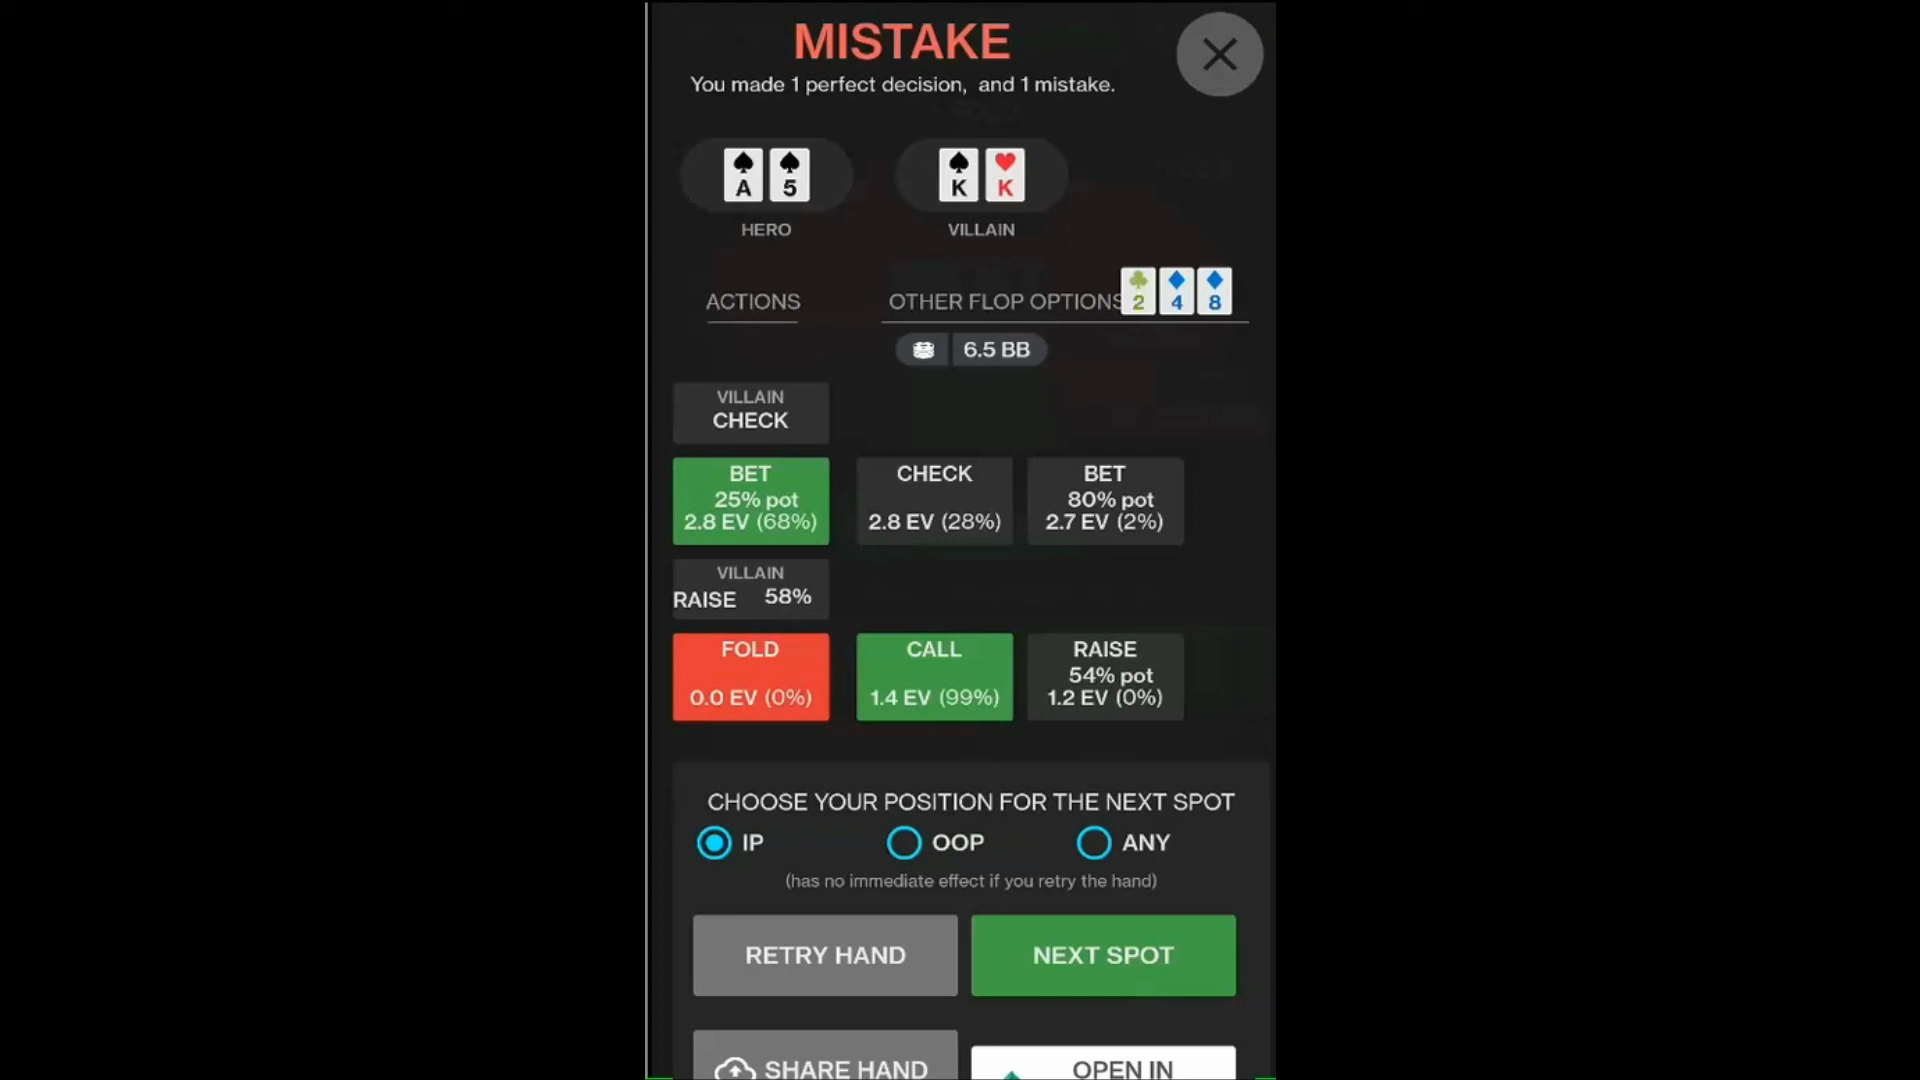 MISTAKE
You made 1 perfect decision, and 1 mistake.
A 5
K K
HERO
VILLAIN
ACTIONS
OTHER FLOP OPTIONS
2 4 8
6.5 BB
VILLAIN
CHECK
BET
25% pot
2.8 EV (68%)
CHECK
2.8 EV (28%)
BET
80% pot
2.7 EV (2%)
VILLAIN
RAISE 58%
FOLD
0.0 EV (0%)
CALL
1.4 EV (99%)
RAISE
54% pot
1.2 EV (0%)
CHOOSE YOUR POSITION FOR THE NEXT SPOT
IP
OOP
ANY
(has no immediate effect if you retry the hand)
RETRY HAND
NEXT SPOT
SHARE HAND
OPEN IN